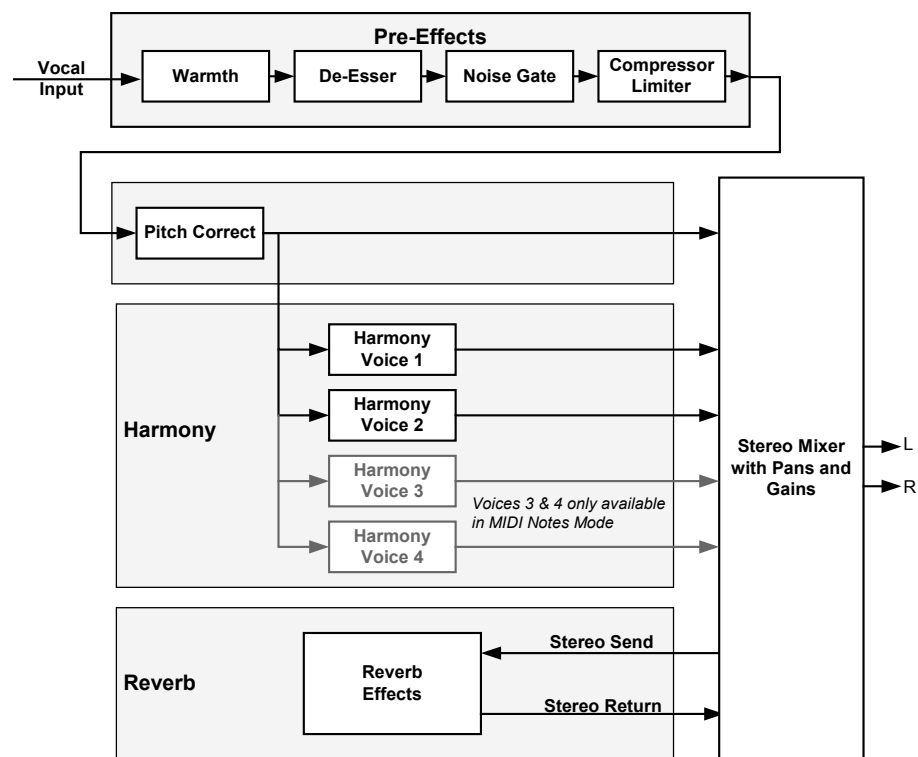 Pre-Effects
Vocal
Input
Warmth
De-Esser
Noise Gate
Compressor
Limiter
Pitch Correct
Harmony
Harmony
Voice 1
Harmony
Voice 2
Harmony
Voice 3
Harmony
Voice 4
Voices 3 & 4 only available
in MIDI Notes Mode
Stereo Mixer
with Pans and
Gains
L
R
Reverb
Reverb
Effects
Stereo Send
Stereo Return